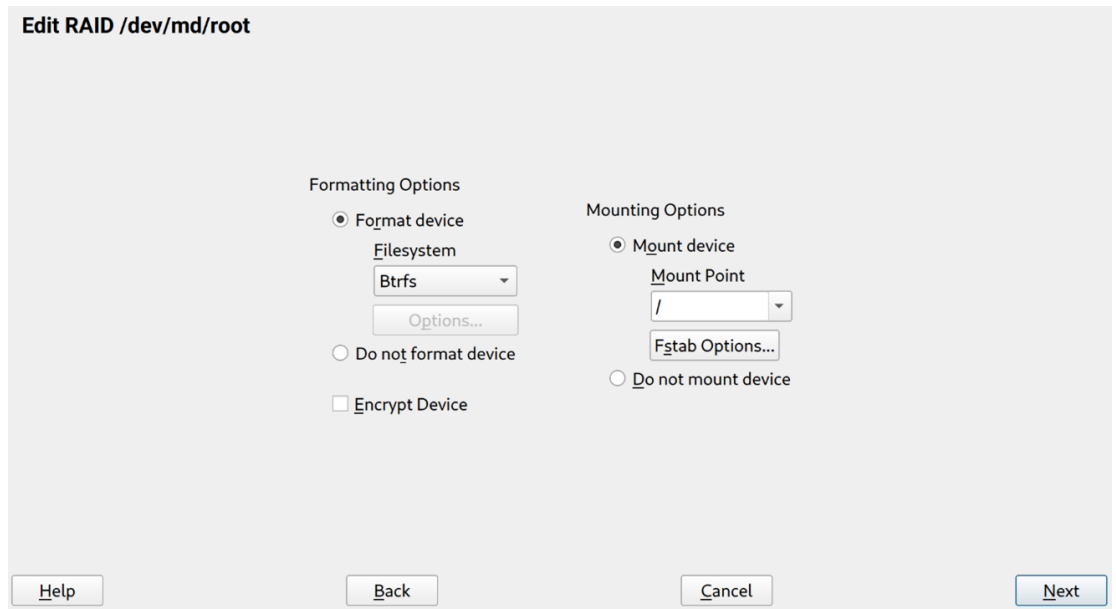 Edit RAID /dev/md/root
Formatting Options
Format device
Filesystem
Btrfs
Options...
Do not format device
Encrypt Device
Mounting Options
Mount device
Mount Point
/
Fstab Options...
Do not mount device
Help
Back
Cancel
Next